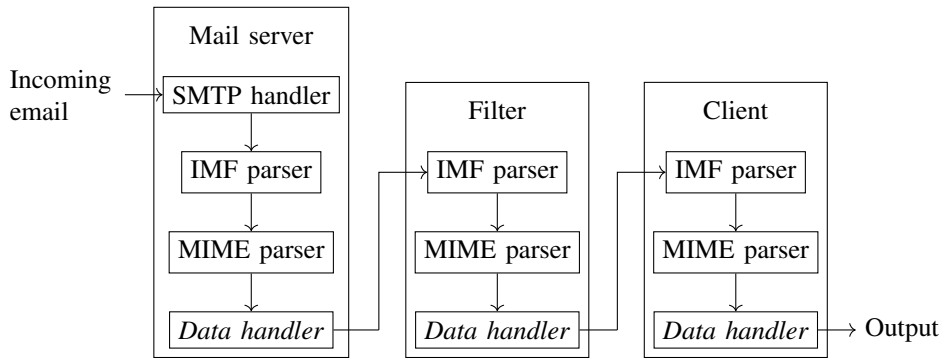 Mail server
Incoming
email
SMTP handler
IMF parser
MIME parser
Data handler
Filter
IMF parser
MIME parser
Data handler
Client
IMF parser
MIME parser
Data handler
Output